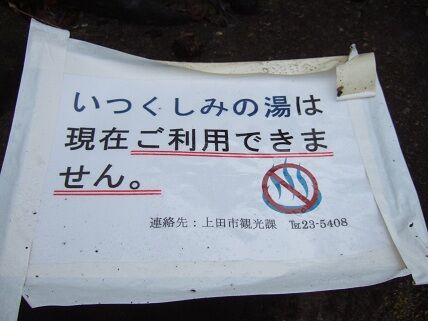 いつくしみの湯は
現在ご利用できま
せん。
連絡先：上田市観光課　℡23-5408